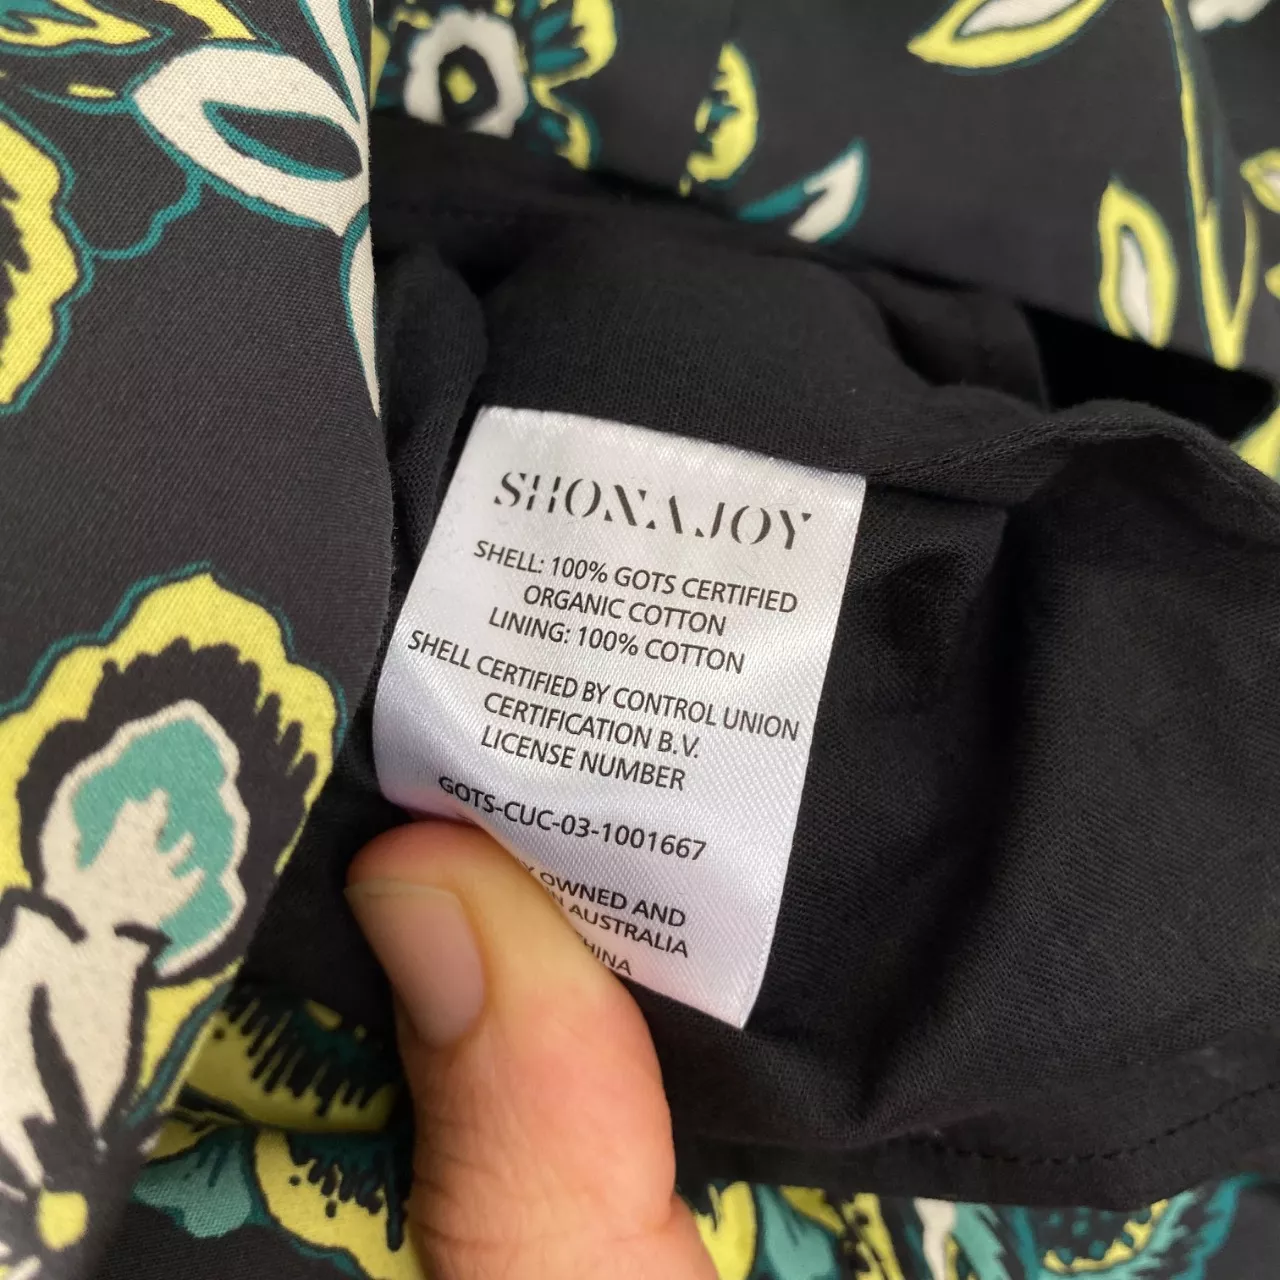 SHONA JOY
SHELL: 100% GOTS CERTIFIED
ORGANIC COTTON
LINING: 100% COTTON
SHELL CERTIFIED BY CONTROL UNION
CERTIFICATION B.V.
LICENSE NUMBER
GOTS-CUC-03-1001667
OWNED AND
AUSTRALIA